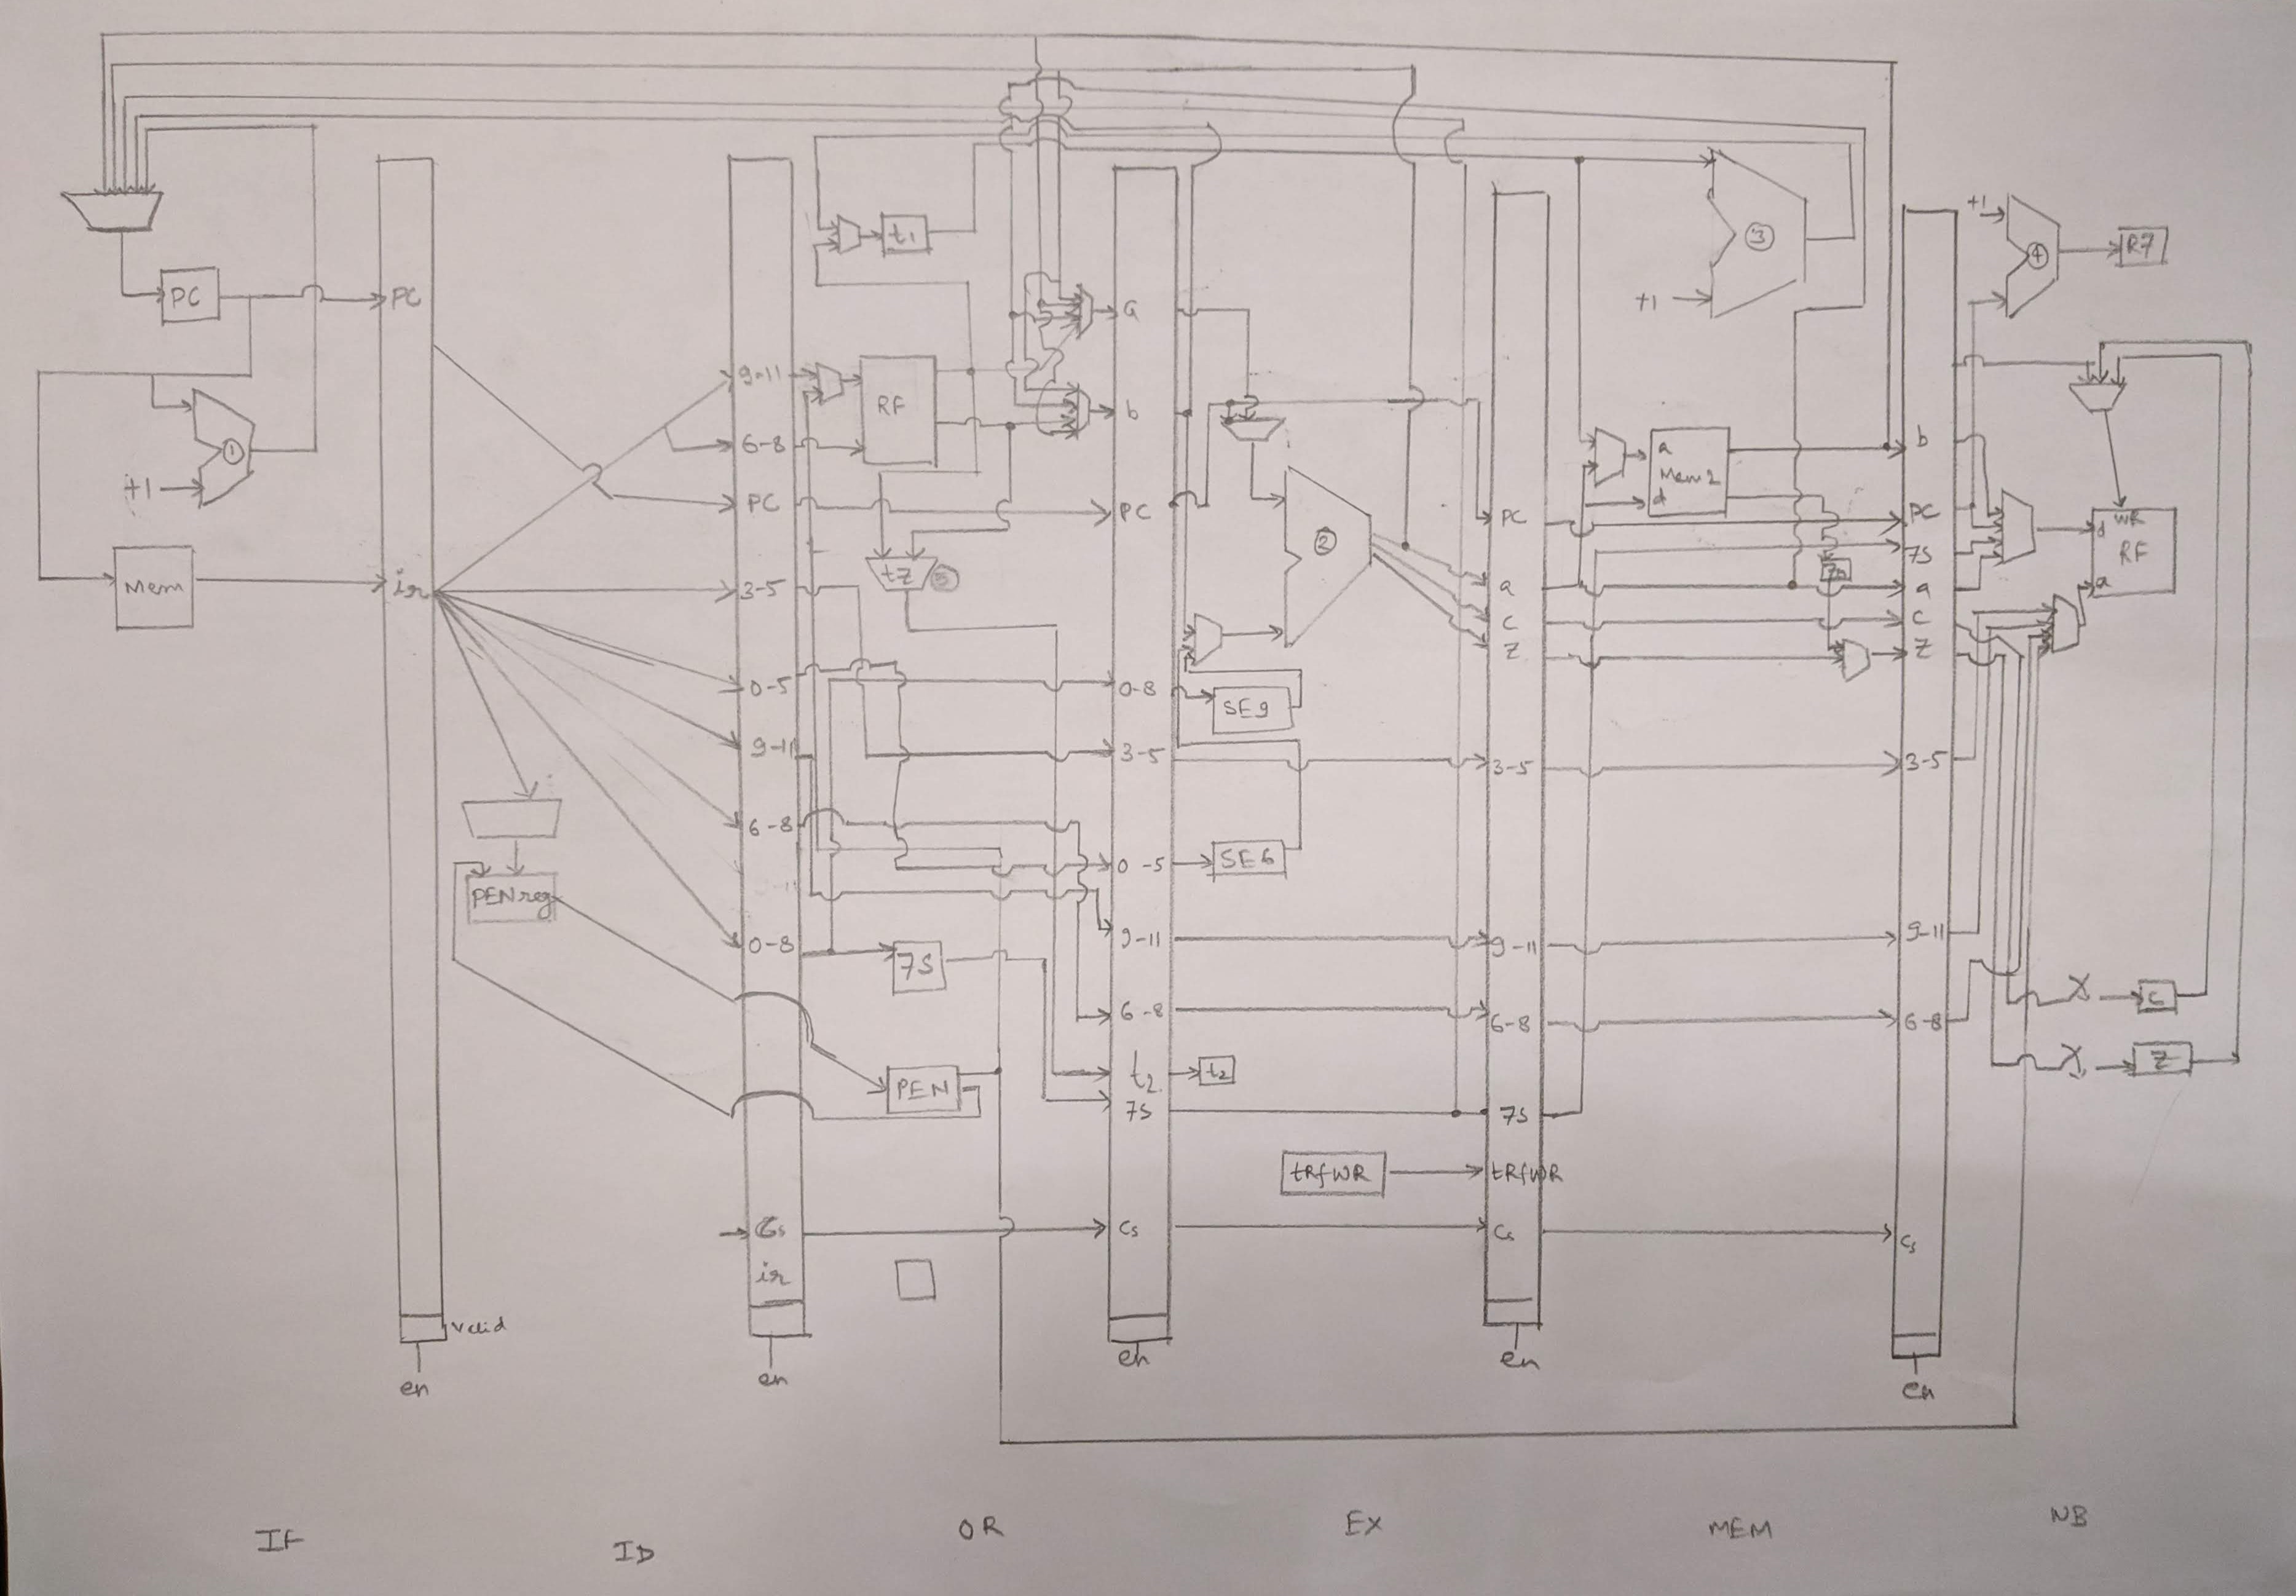 PC
+1
①
Mem
PC
ir
valid
en
PENreg
9-11
6-8
PC
3-5
0-5
9-11
6-8
0-8
Cs
ir
en
t1
RF
tz
⑤
7S
PEN
a
b
PC
0-8
3-5
0-5
9-11
6-8
t2
7S
Cs
en
②
SE9
SE6
t2
tRfWR
PC
a
c
Z
3-5
9-11
6-8
7S
tRfWR
Cs
en
③
+1
a
Mem2
d
b
PC
7S
a
c
Z
3-5
9-11
6-8
Cs
en
+1
④
R7
WR
d
RF
a
C
Z
IF
ID
OR
EX
MEM
WB